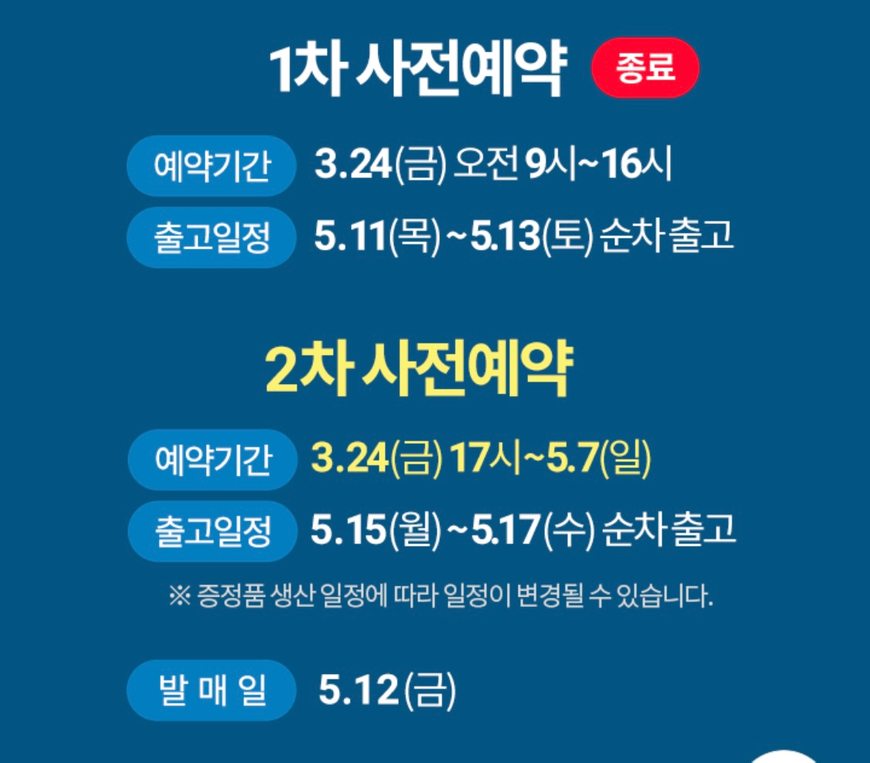 1차 사전예약 종료
예약기간 3.24(금) 오전 9시~16시
출고일정 5.11(목)~5.13(토) 순차 출고
2차 사전예약
예약기간 3.24(금) 17시~5.7(일)
출고일정 5.15(월)~5.17(수) 순차 출고
※ 증정품 생산 일정에 따라 일정이 변경될 수 있습니다.
발 매 일 5.12(금)